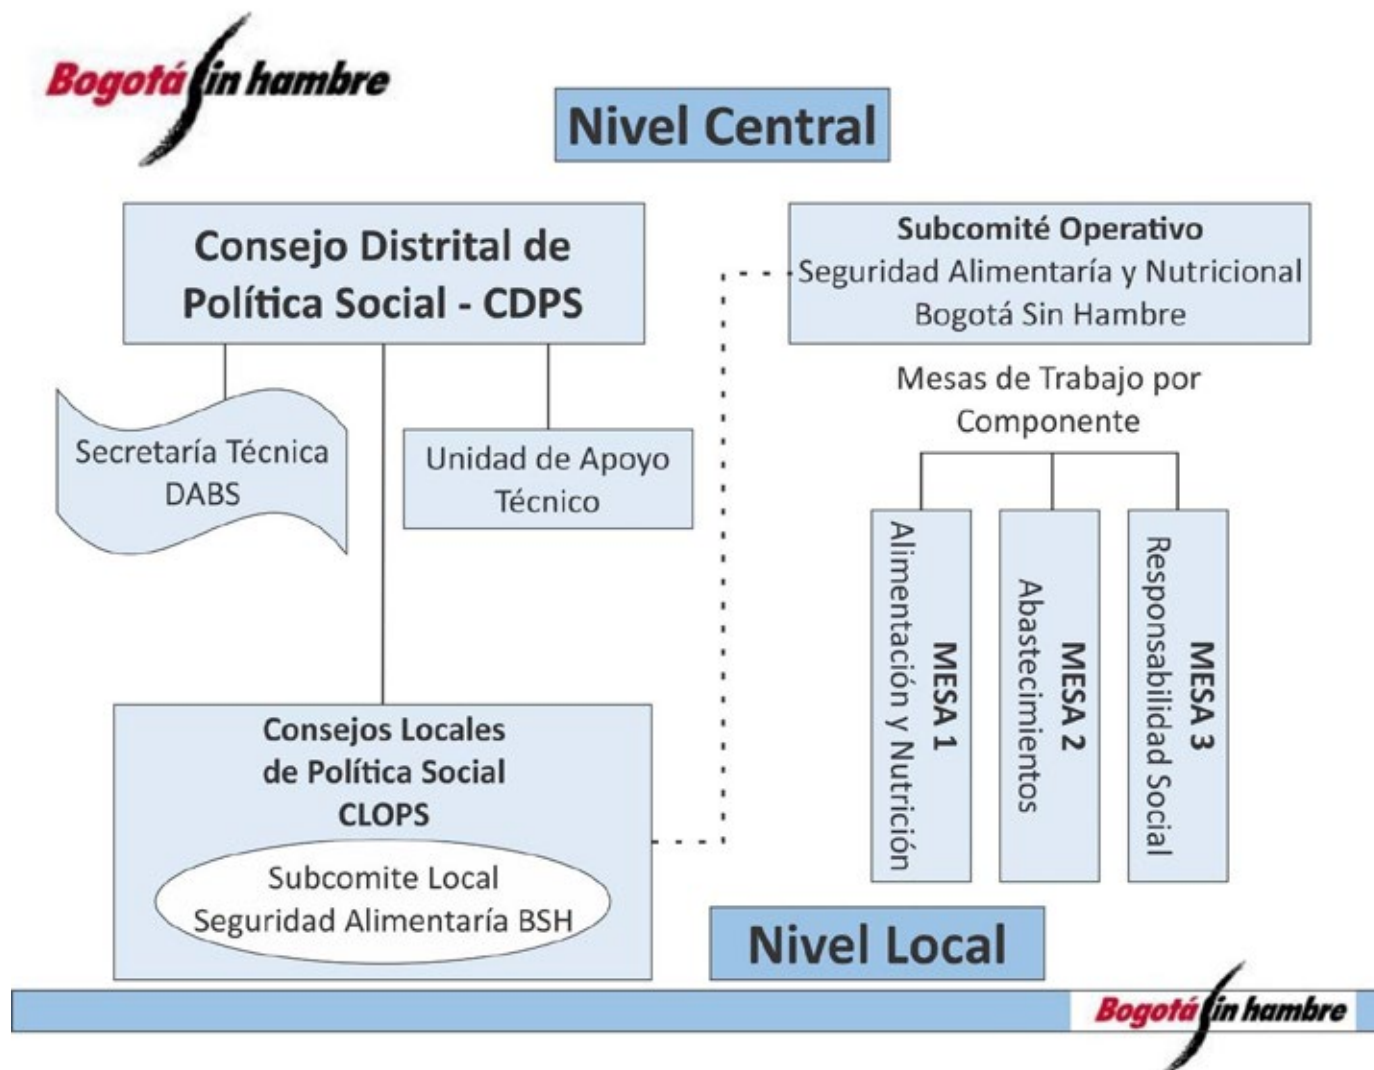 Bogotá Sin hambre
Nivel Central
Consejo Distrital de
Política Social - CDPS
Subcomité Operativo
Seguridad Alimentaría y Nutricional
Bogotá Sin Hambre
Secretaría Técnica
DABS
Unidad de Apoyo
Técnico
Mesas de Trabajo por
Componente
MESA 1
Alimentación y Nutrición
MESA 2
Abastecimientos
MESA 3
Responsabilidad Social
Consejos Locales
de Política Social
CLOPS
Subcomite Local
Seguridad Alimentaría BSH
Nivel Local
Bogotá Sin hambre